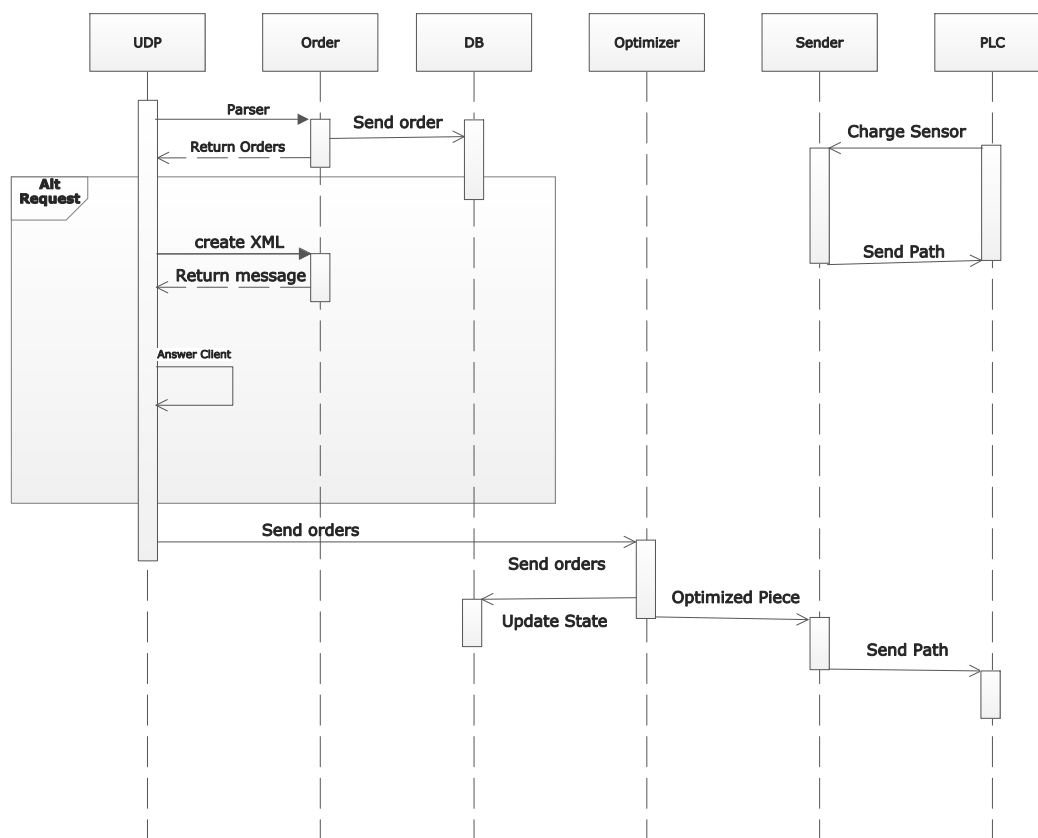 UDP
Order
DB
Optimizer
Sender
PLC
Parser
Send order
Charge Sensor
Return Orders
Alt
Request
create XML
Send Path
Return message
Answer Client
Send orders
Send orders
Optimized Piece
Update State
Send Path